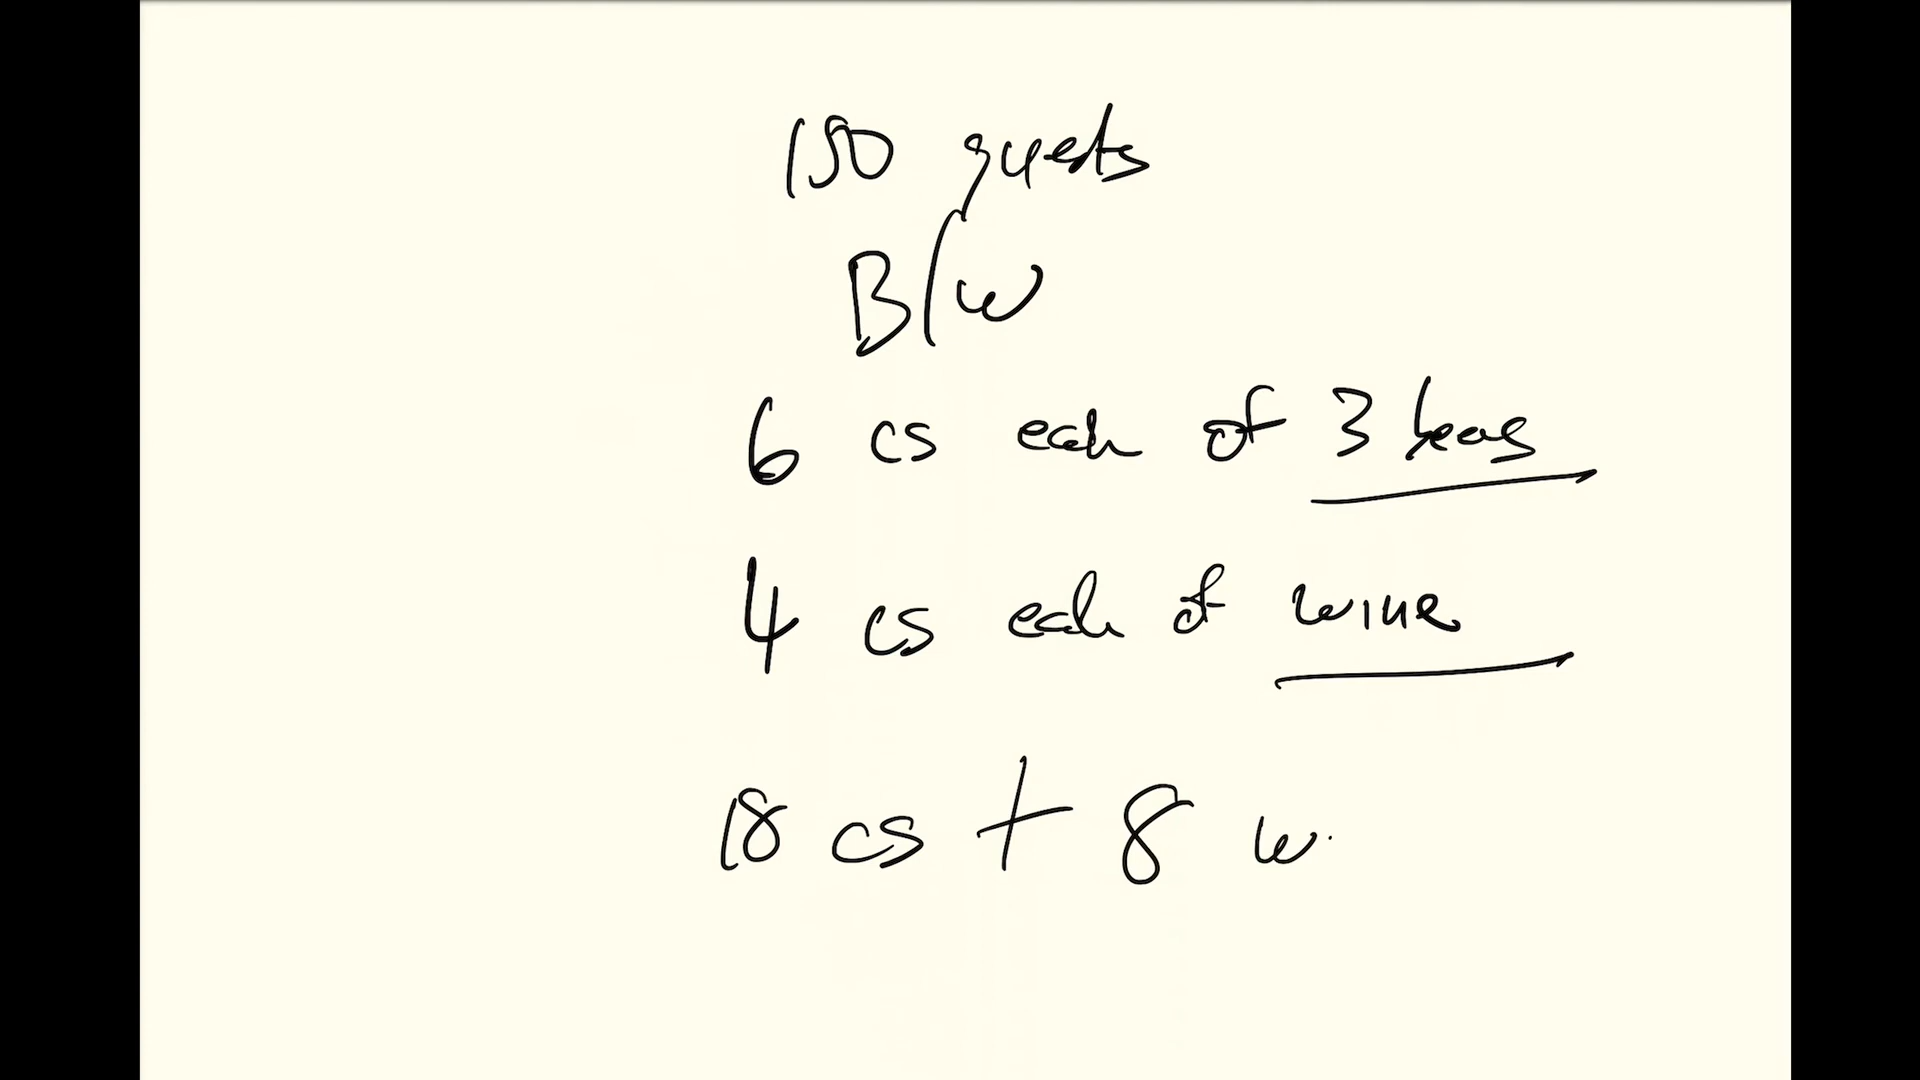 150 guests
B/W
6 cs each of 3 beers
4 cs each of wine
18 cs + 8 w.